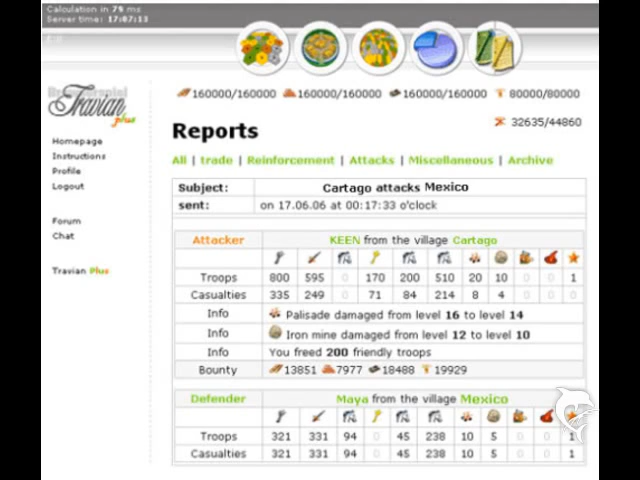 Calculation in 79 ms
Server time: 17:07:13
160000/160000 160000/160000 160000/160000 80000/80000
Travian
plus
32635/44860
Reports
Homepage
Instructions
Profile
Logout
All | trade | Reinforcement | Attacks | Miscellaneous | Archive
Subject: Cartago attacks Mexico
sent: on 17.06.06 at 00:17:33 o'clock
Forum
Chat
Travian Plus
Attacker KEEN from the village Cartago
Troops 800 595 0 170 200 510 20 10 0 0 1
Casualties 335 249 0 71 84 214 8 4 0 0 0
Info Palisade damaged from level 16 to level 14
Info Iron mine damaged from level 12 to level 10
Info You freed 200 friendly troops
Bounty 13851 7977 18488 19929
Defender Maya from the village Mexico
Troops 321 331 94 0 45 238 10 5 0 0 1
Casualties 321 331 94 0 45 238 10 5 0 0 1